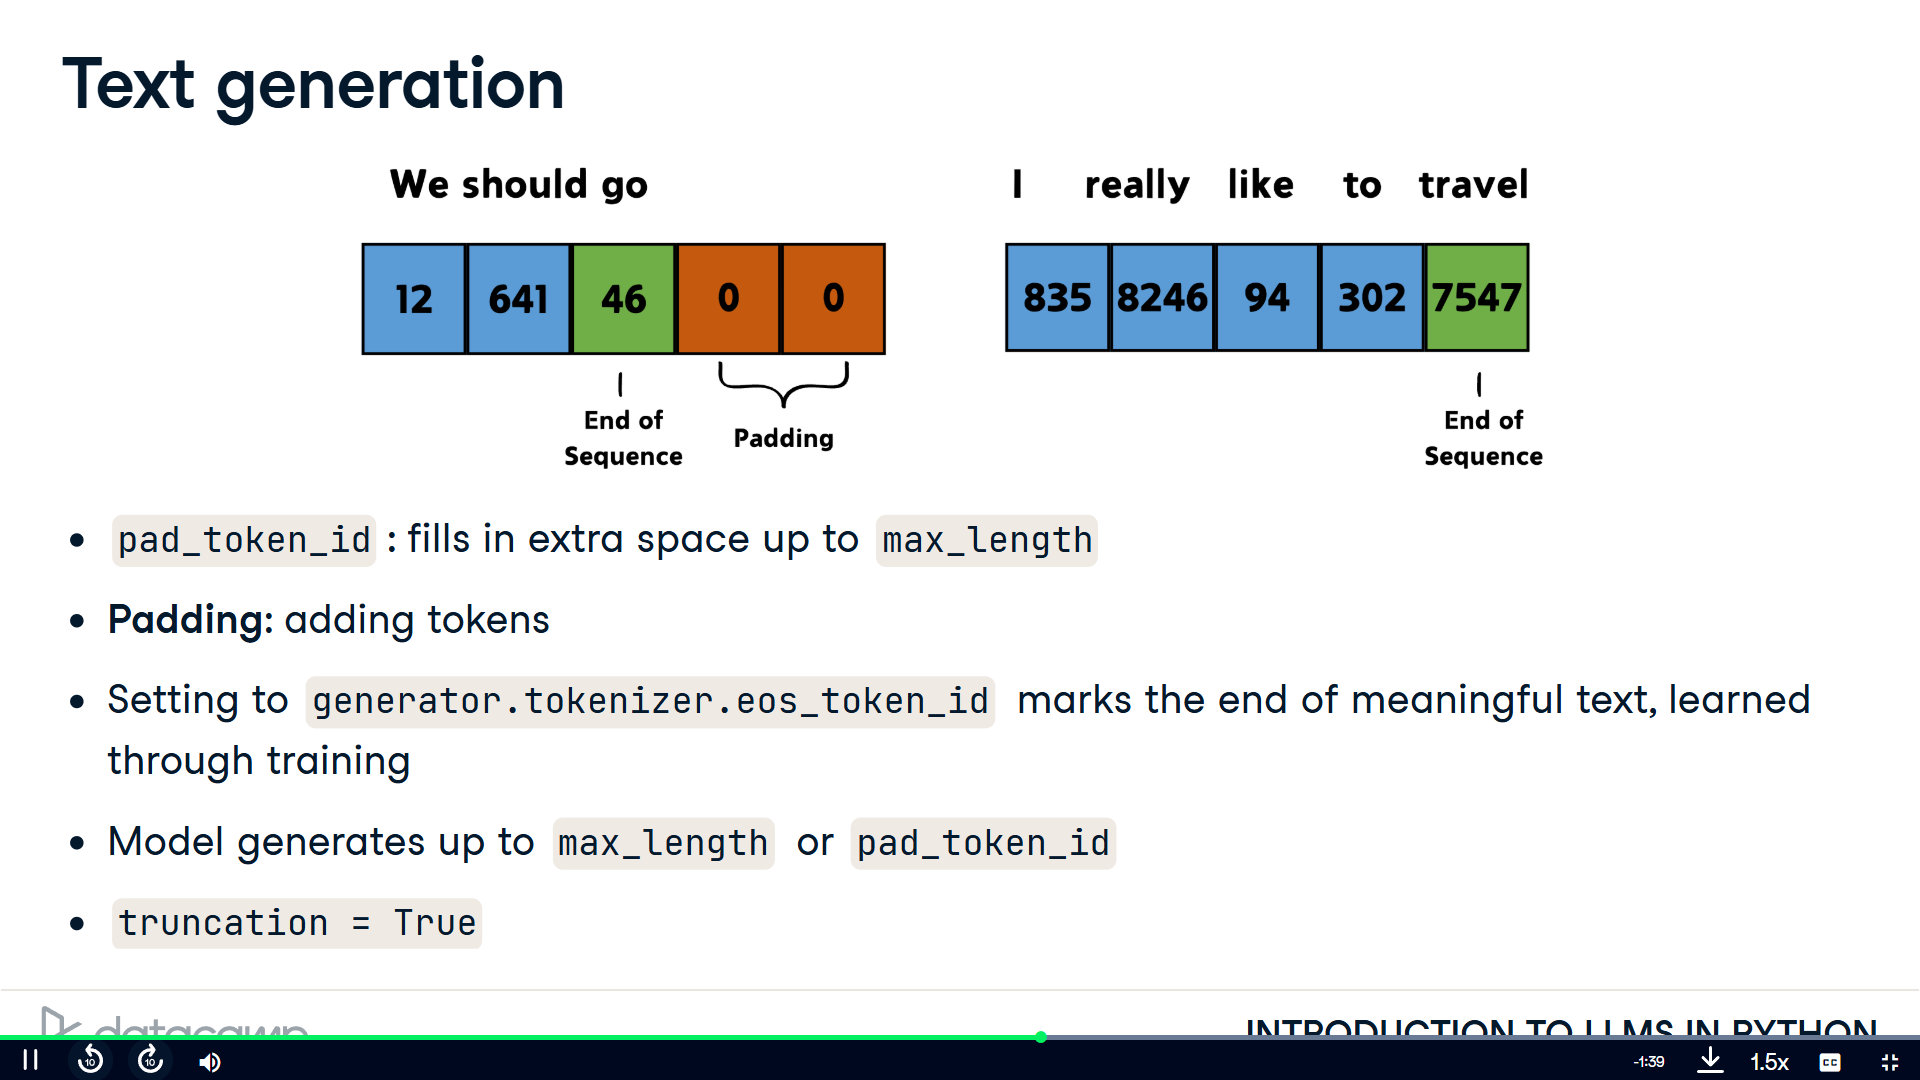 Text generation
We should go
I really like to travel
12 641 46 0 0
835 8246 94 302 7547
End of
Sequence
Padding
End of
Sequence
pad_token_id : fills in extra space up to max_length
Padding: adding tokens
Setting to generator.tokenizer.eos_token_id marks the end of meaningful text, learned
through training
Model generates up to max_length or pad_token_id
truncation = True
datacamp
INTRODUCTION TO LLMS IN PYTHON
10
10
-1:39
1.5x
CC